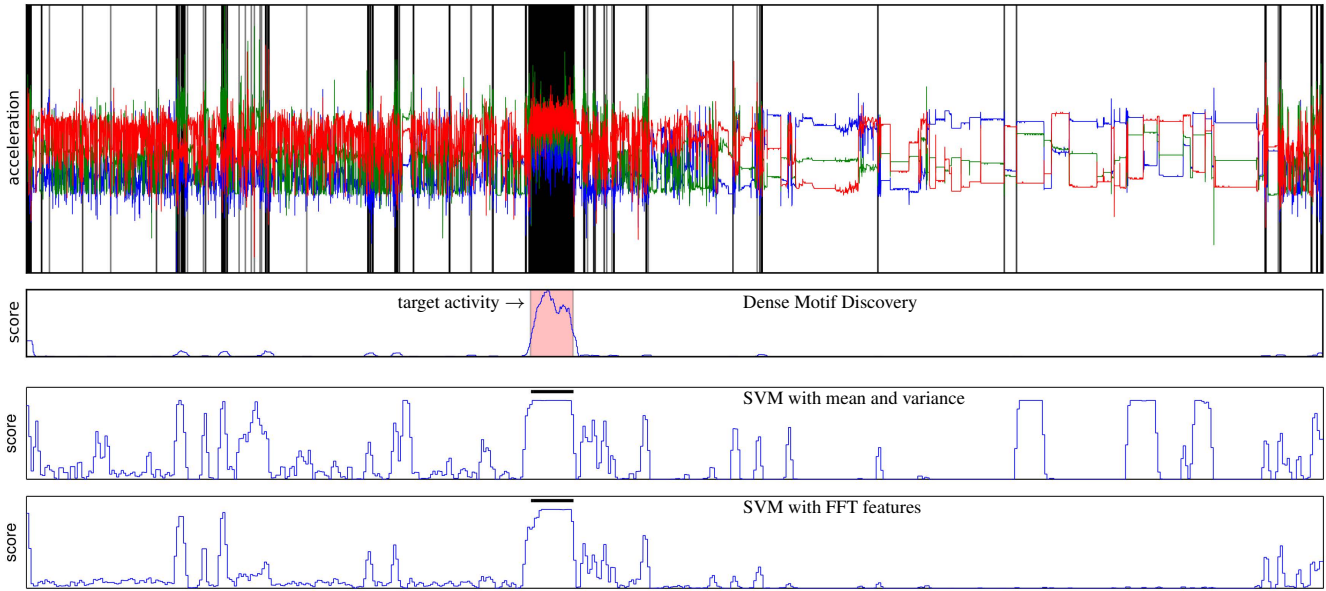 acceleration
target activity →
Dense Motif Discovery
score
SVM with mean and variance
score
SVM with FFT features
score